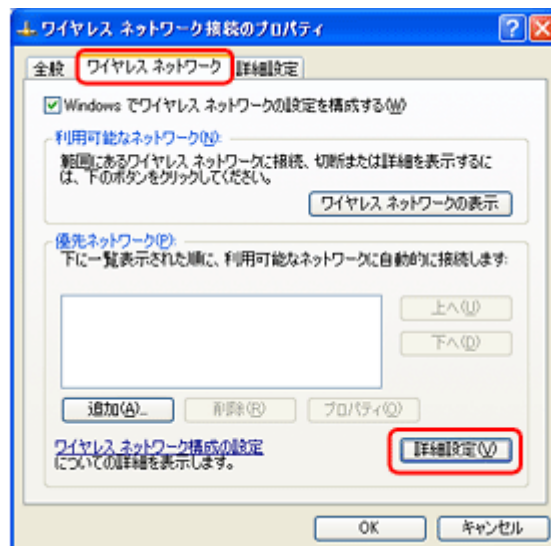 ワイヤレス ネットワーク接続のプロパティ
全般 ワイヤレス ネットワーク 詳細設定
Windows でワイヤレス ネットワークの設定を構成する(W)
利用可能なネットワーク(N):
範囲にあるワイヤレス ネットワークに接続、切断または詳細を表示するに
は、下のボタンをクリックしてください。
ワイヤレス ネットワークの表示
優先ネットワーク(P):
下に一覧表示された順に、利用可能なネットワークに自動的に接続します:
上へ(U)
下へ(D)
追加(A)... 削除(R) プロパティ(O)
ワイヤレス ネットワーク構成の設定
についての詳細を表示します。
詳細設定(V)
OK キャンセル